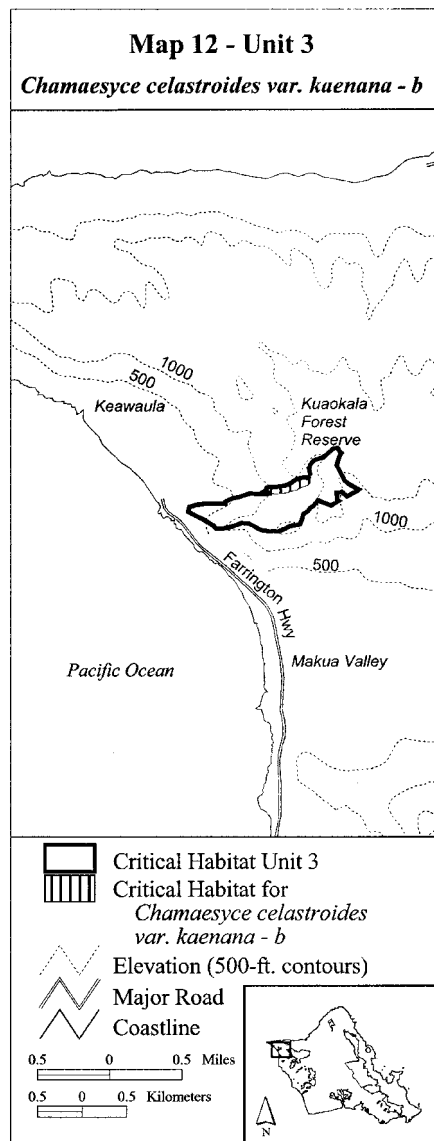 Map 12 - Unit 3
Chamaesyce celastroides var. kaenana - b
1000
500
Keawaula
Kuaokala
Forest
Reserve
1000
500
Farrington Hwy
Makua Valley
Pacific Ocean
Critical Habitat Unit 3
Critical Habitat for
Chamaesyce celastroides
var. kaenana - b
Elevation (500-ft. contours)
Major Road
Coastline
0.5 0 0.5 Miles
0.5 0 0.5 Kilometers
N